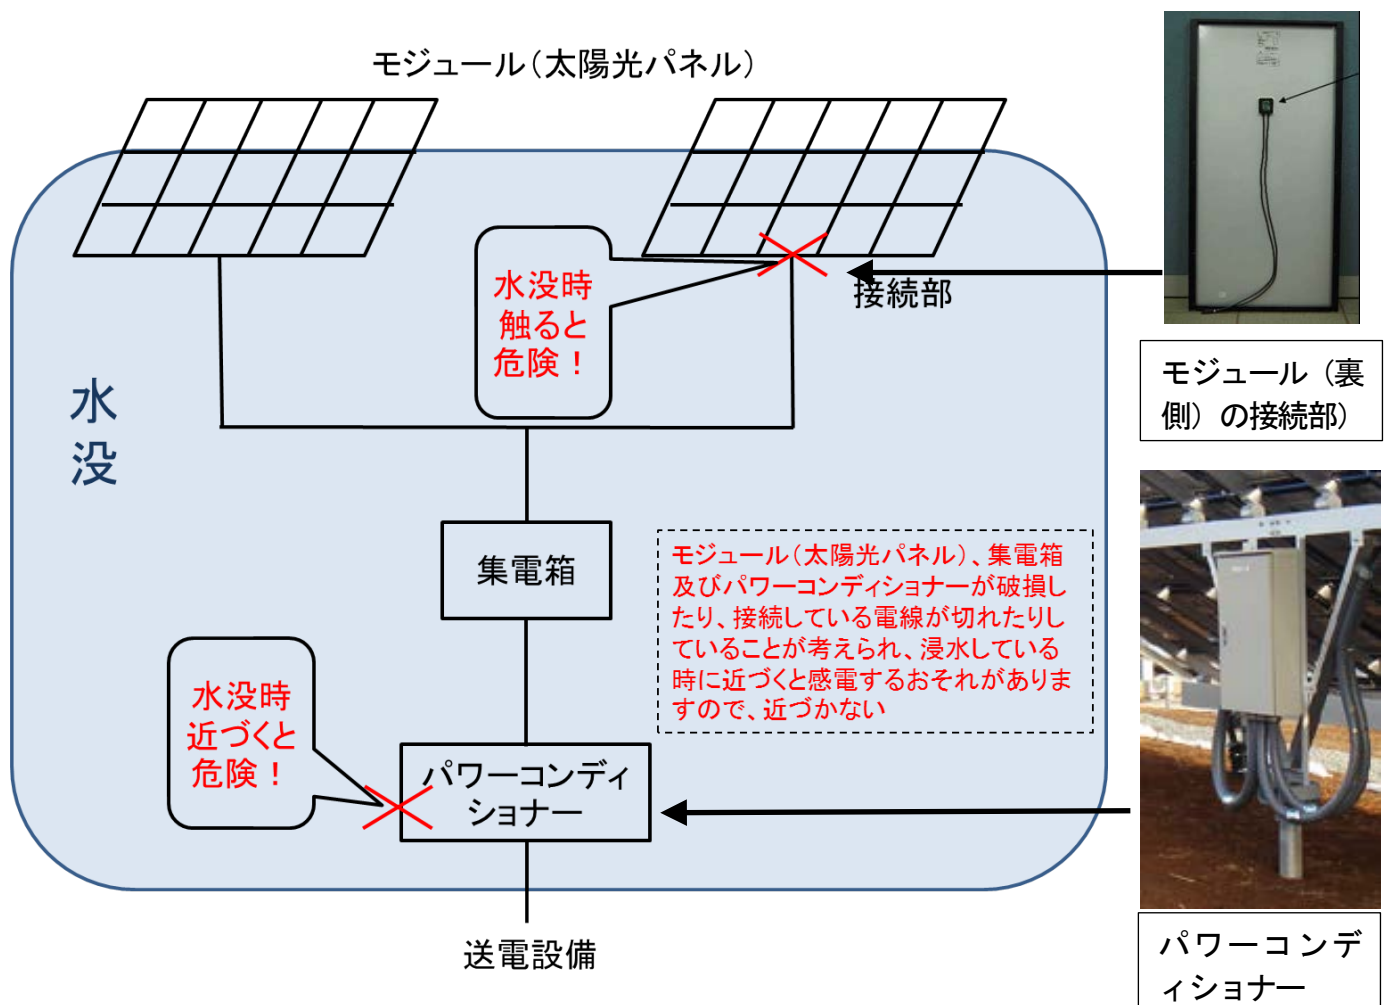 モジュール（太陽光パネル）
水没時
触ると
危険！
接続部
モジュール（裏
側）の接続部）
水
没
集電箱
モジュール（太陽光パネル）、集電箱
及びパワーコンディショナーが破損し
たり、接続している電線が切れたりし
ていることが考えられ、浸水している
時に近づくと感電するおそれがありま
すので、近づかない
水没時
近づくと
危険！
パワーコンディ
ショナー
送電設備
パワーコンデ
ィショナー